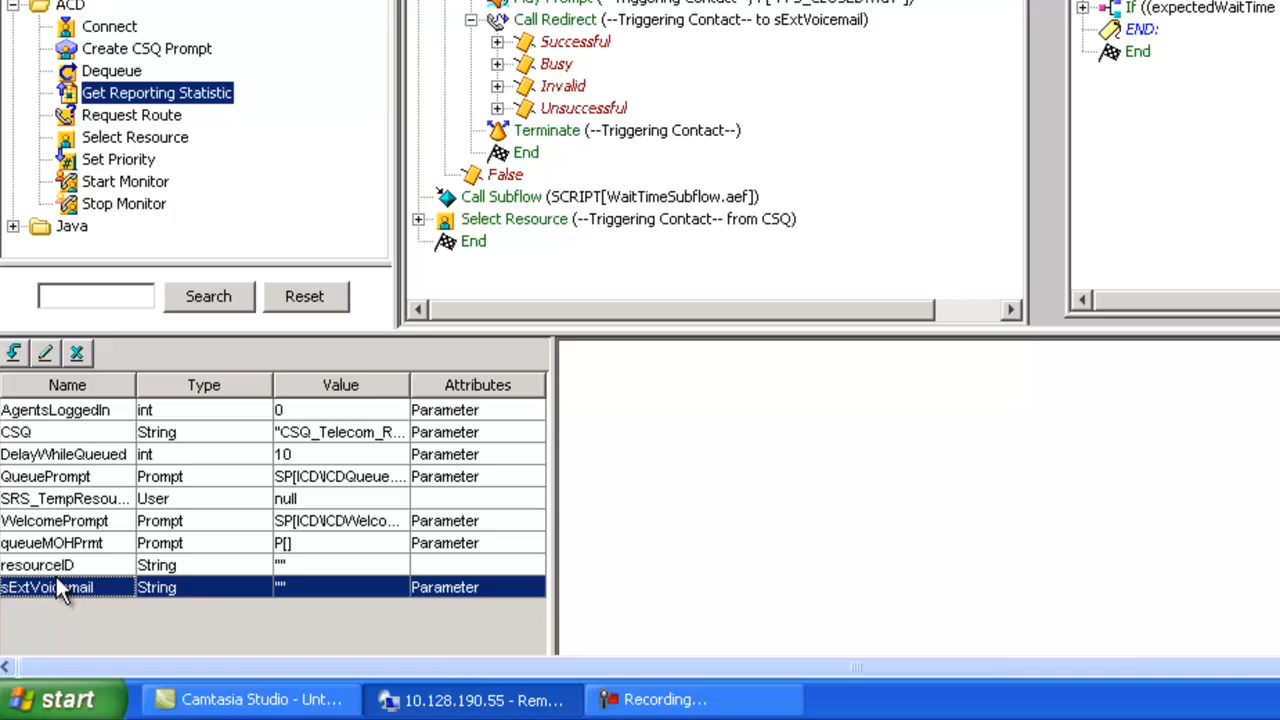 ACD
Connect
Create CSQ Prompt
Dequeue
Get Reporting Statistic
Request Route
Select Resource
Set Priority
Start Monitor
Stop Monitor
Java
Search Reset
Call Redirect (--Triggering Contact-- to sExtVoicemail)
Successful
Busy
Invalid
Unsuccessful
Terminate (--Triggering Contact--)
End
False
Call Subflow (SCRIPT[WaitTimeSubflow.aef])
Select Resource (--Triggering Contact-- from CSQ)
End
If ((expectedWaitTime
END:
End
Name Type Value Attributes
AgentsLoggedIn int 0 Parameter
CSQ String "CSQ_Telecom_R... Parameter
DelayWhileQueued int 10 Parameter
QueuePrompt Prompt SP[ICD\ICDQueue.... Parameter
SRS_TempResou... User null
WelcomePrompt Prompt SP[ICD\ICDWelco... Parameter
queueMOHPrmt Prompt P[] Parameter
resourceID String ""
sExtVoicemail String "" Parameter
start Camtasia Studio - Unt... 10.128.190.55 - Rem... Recording...